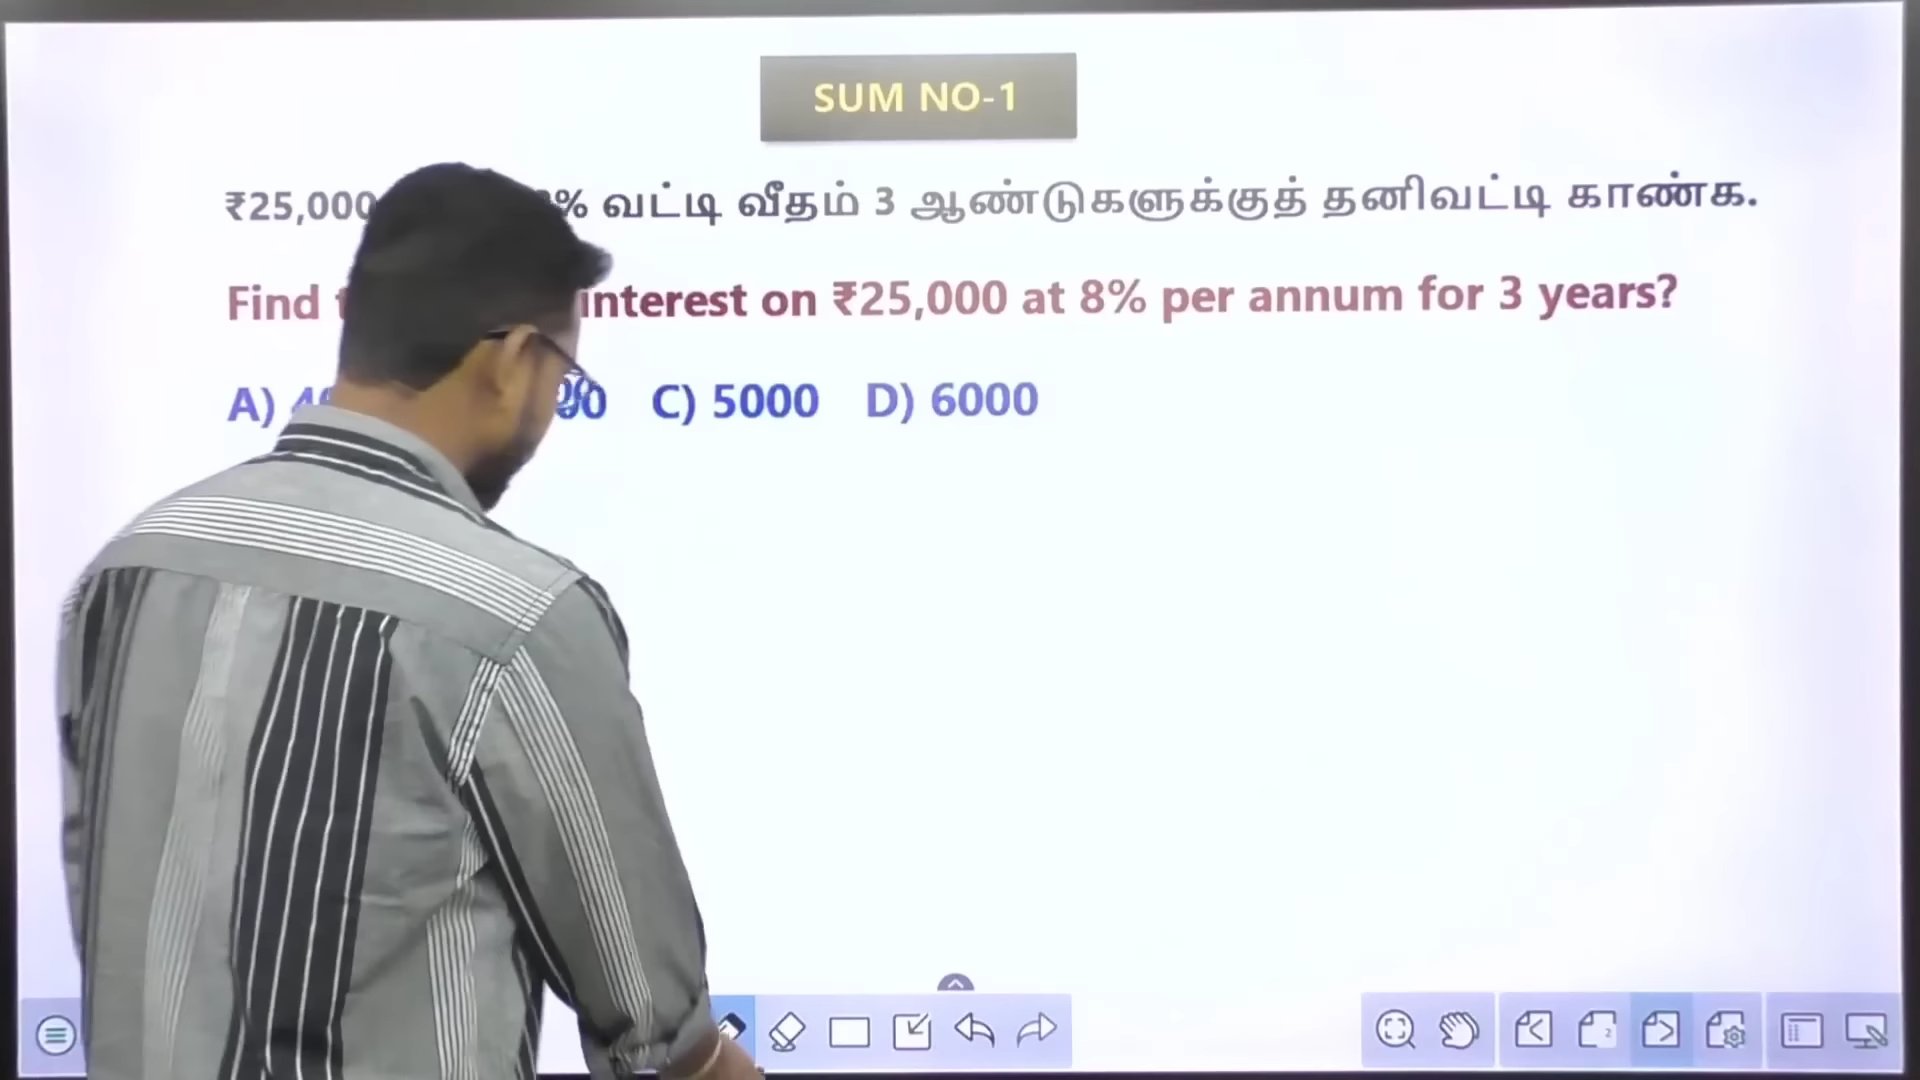 SUM NO-1
₹25,000 % வட்டி வீதம் 3 ஆண்டுகளுக்குத் தனிவட்டி காண்க.
Find interest on ₹25,000 at 8% per annum for 3 years?
A) C) 5000 D) 6000